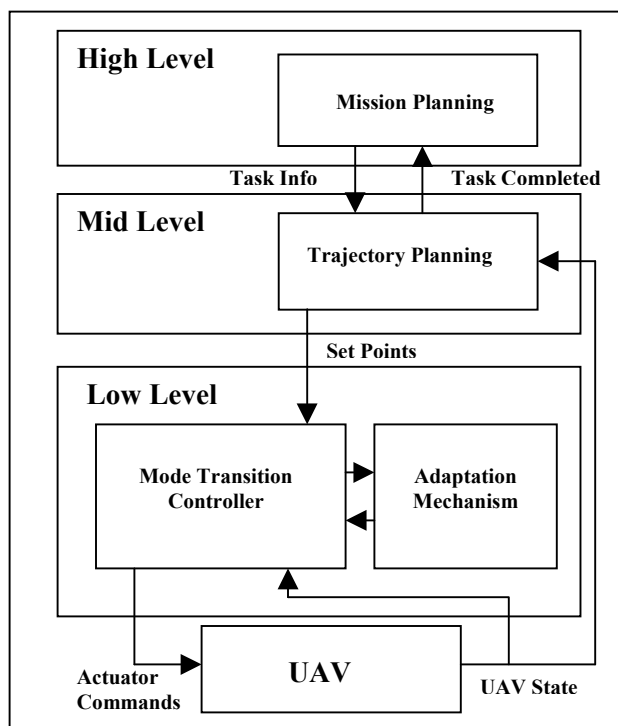 High Level
Mission Planning
Task Info
Task Completed
Mid Level
Trajectory Planning
Set Points
Low Level
Mode Transition
Controller
Adaptation
Mechanism
UAV
Actuator
Commands
UAV State